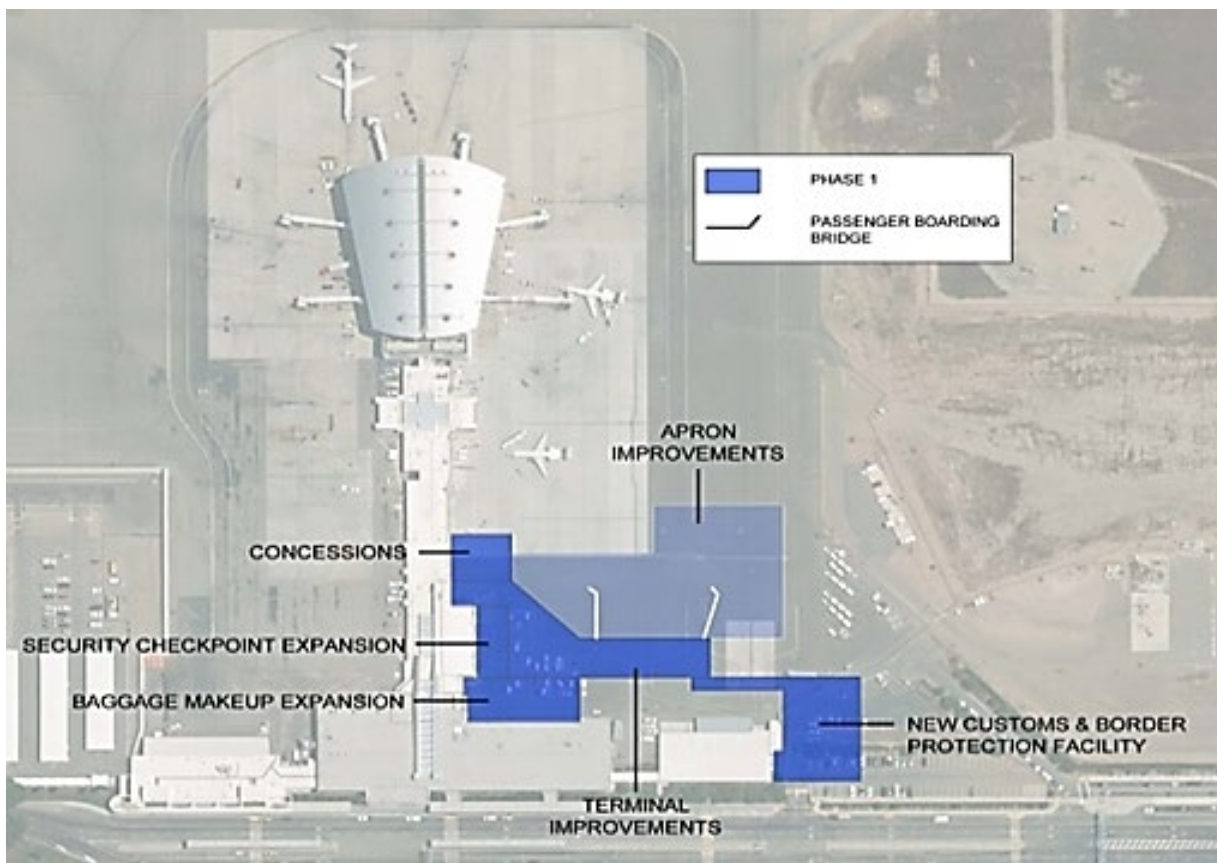 PHASE 1
PASSENGER BOARDING
BRIDGE
APRON
IMPROVEMENTS
CONCESSIONS
SECURITY CHECKPOINT EXPANSION
BAGGAGE MAKEUP EXPANSION
NEW CUSTOMS & BORDER
PROTECTION FACILITY
TERMINAL
IMPROVEMENTS